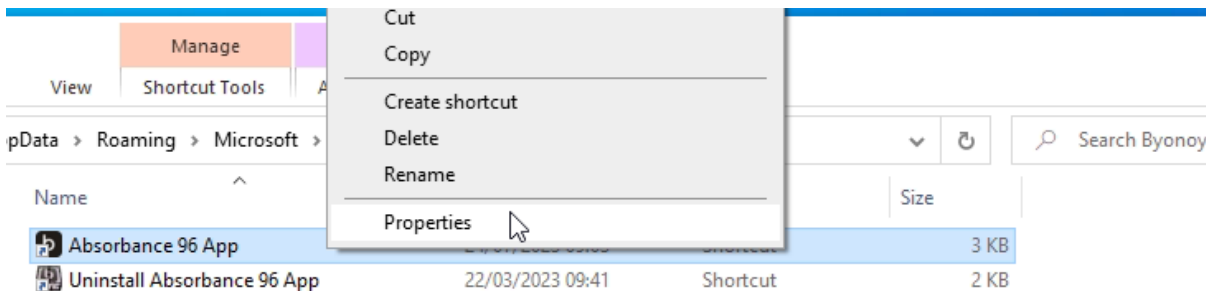 Cut
Manage
Copy
View
Shortcut Tools
Create shortcut
pData > Roaming > Microsoft >
Delete
Search Byonoy
Rename
Name
Size
Properties
Absorbance 96 App
3 KB
Uninstall Absorbance 96 App
22/03/2023 09:41
Shortcut
2 KB